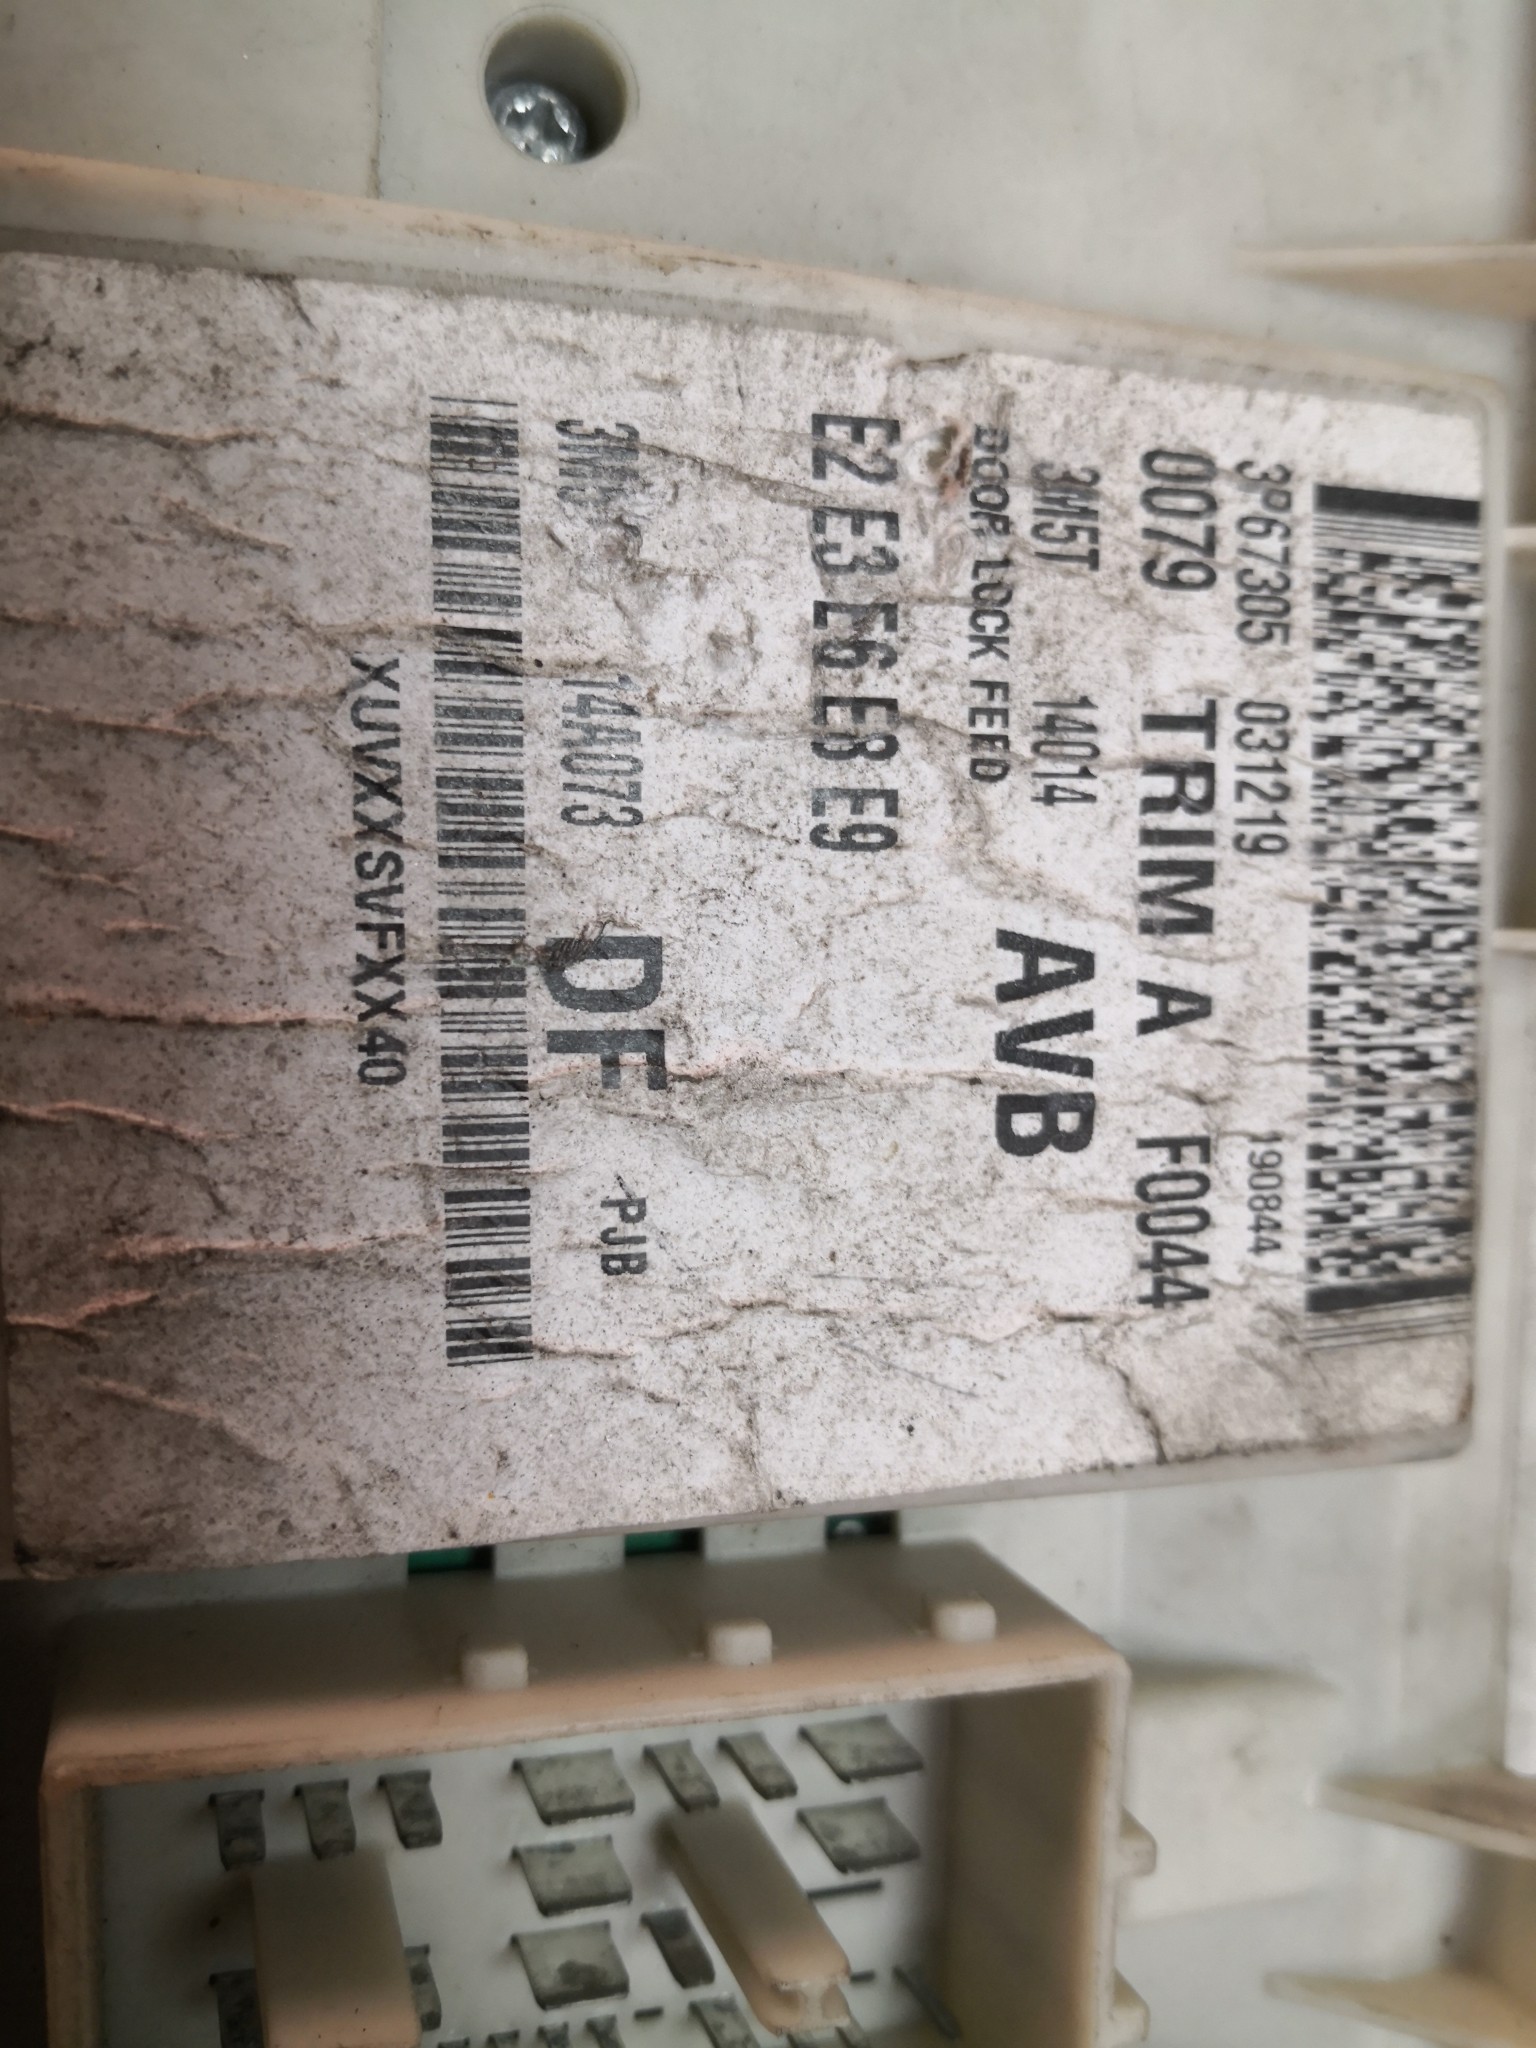 3P67305 031219 190844
0079 TRIM A F0044
3M5T 14014 AVB
DOOR LOCK FEED
E2 E3 E6 E8 E9
14A073 DF PJB
XUVXXSVFXX40